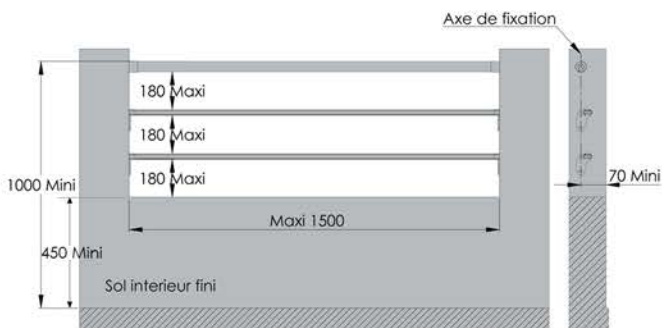 Axe de fixation
180 Maxi
180 Maxi
180 Maxi
1000 Mini
70 Mini
Maxi 1500
450 Mini
Sol interieur fini